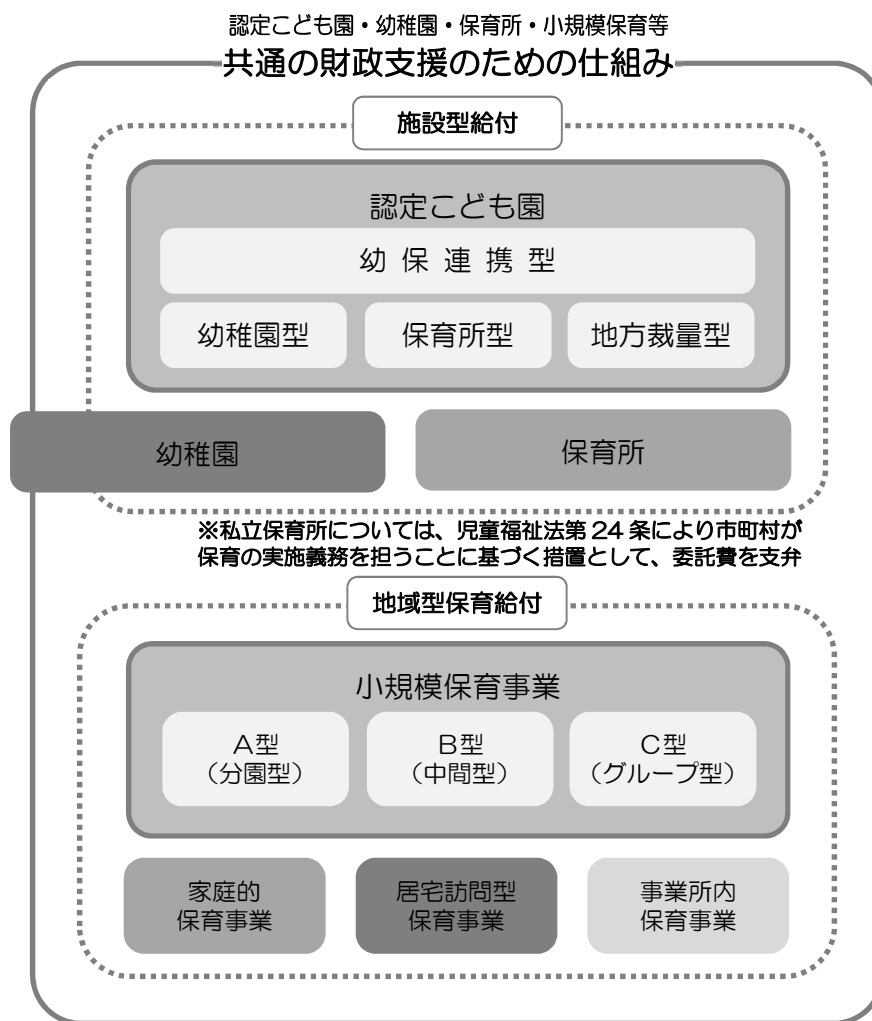 認定こども園・幼稚園・保育所・小規模保育等
共通の財政支援のための仕組み
施設型給付
認定こども園
幼 保 連 携 型
幼稚園型
保育所型
地方裁量型
幼稚園
保育所
※私立保育所については、児童福祉法第 24 条により市町村が
保育の実施義務を担うことに基づく措置として、委託費を支弁
地域型保育給付
小規模保育事業
A型
(分園型)
B型
(中間型)
C型
(グループ型)
家庭的
保育事業
居宅訪問型
保育事業
事業所内
保育事業